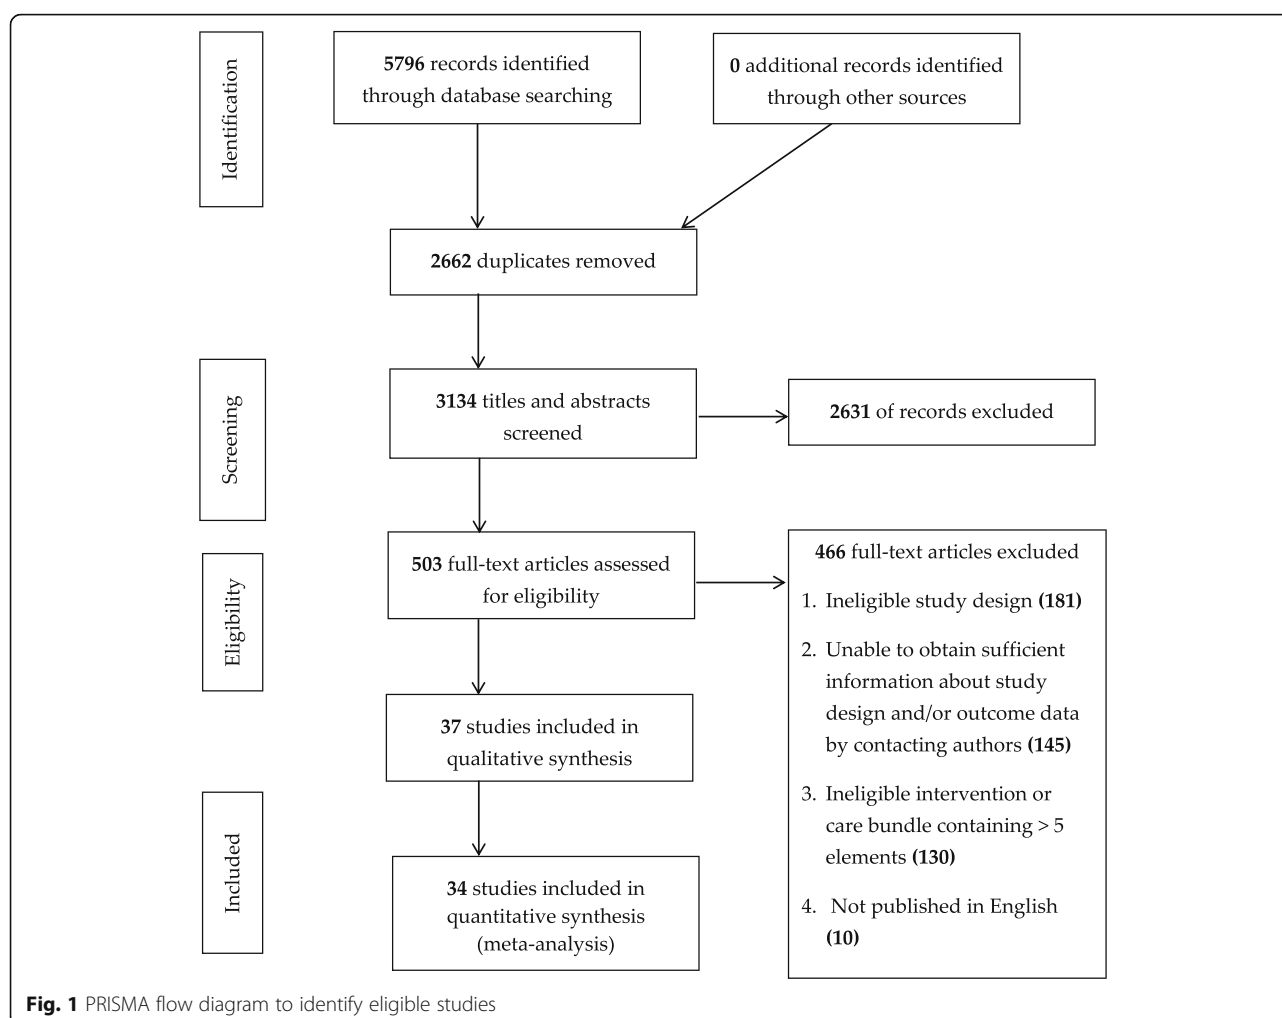 Identification
5796 records identified
through database searching
0 additional records identified
through other sources
2662 duplicates removed
Screening
3134 titles and abstracts
screened
2631 of records excluded
Eligibility
503 full-text articles assessed
for eligibility
466 full-text articles excluded
1. Ineligible study design (181)
2. Unable to obtain sufficient
information about study
design and/or outcome data
by contacting authors (145)
3. Ineligible intervention or
care bundle containing > 5
elements (130)
4. Not published in English
(10)
37 studies included in
qualitative synthesis
Included
34 studies included in
quantitative synthesis
(meta-analysis)
Fig. 1 PRISMA flow diagram to identify eligible studies